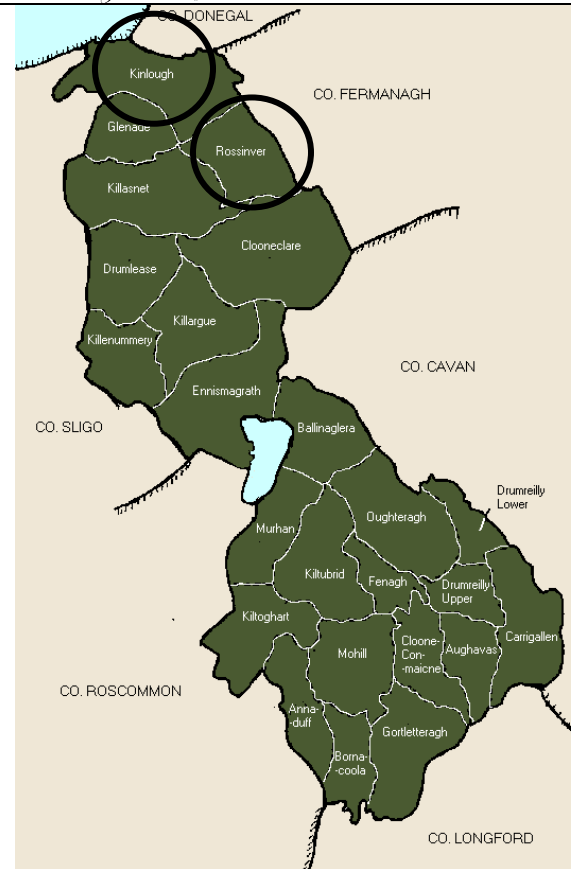 CO. DONEGAL
Kinlough
CO. FERMANAGH
Glenade
Rossinver
Killasnet
Clooneclare
Drumlease
Killargue
Killenummery
CO. CAVAN
Ennismagrath
CO. SLIGO
Ballinaglera
Drumreilly
Lower
Oughteragh
Murhan
Kiltubrid
Fenagh
Drumreilly
Upper
Kiltoghart
Carrigallen
Cloone-
Con-
-maicne
Aughavas
Mohill
CO. ROSCOMMON
Anna-
-duff
Gortletteragh
Borna-
-coola
CO. LONGFORD